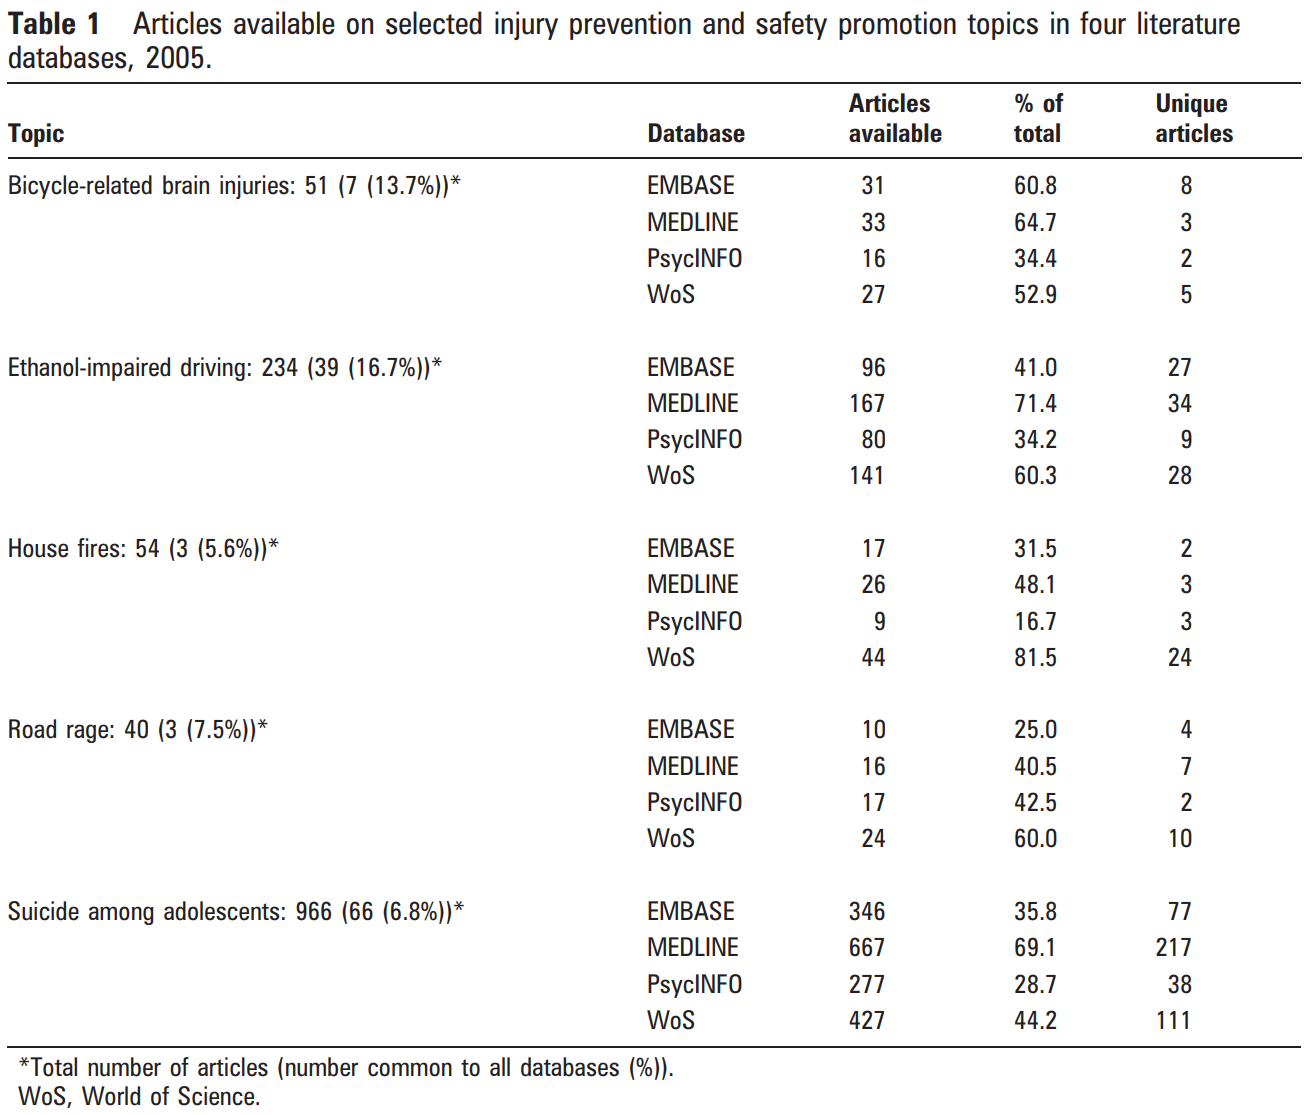 Table 1 Articles available on selected injury prevention and safety promotion topics in four literature
databases, 2005.
Topic Database Articles available % of total Unique articles
Bicycle-related brain injuries: 51 (7 (13.7%))* EMBASE 31 60.8 8
MEDLINE 33 64.7 3
PsycINFO 16 34.4 2
WoS 27 52.9 5
Ethanol-impaired driving: 234 (39 (16.7%))* EMBASE 96 41.0 27
MEDLINE 167 71.4 34
PsycINFO 80 34.2 9
WoS 141 60.3 28
House fires: 54 (3 (5.6%))* EMBASE 17 31.5 2
MEDLINE 26 48.1 3
PsycINFO 9 16.7 3
WoS 44 81.5 24
Road rage: 40 (3 (7.5%))* EMBASE 10 25.0 4
MEDLINE 16 40.5 7
PsycINFO 17 42.5 2
WoS 24 60.0 10
Suicide among adolescents: 966 (66 (6.8%))* EMBASE 346 35.8 77
MEDLINE 667 69.1 217
PsycINFO 277 28.7 38
WoS 427 44.2 111
*Total number of articles (number common to all databases (%)).
WoS, World of Science.